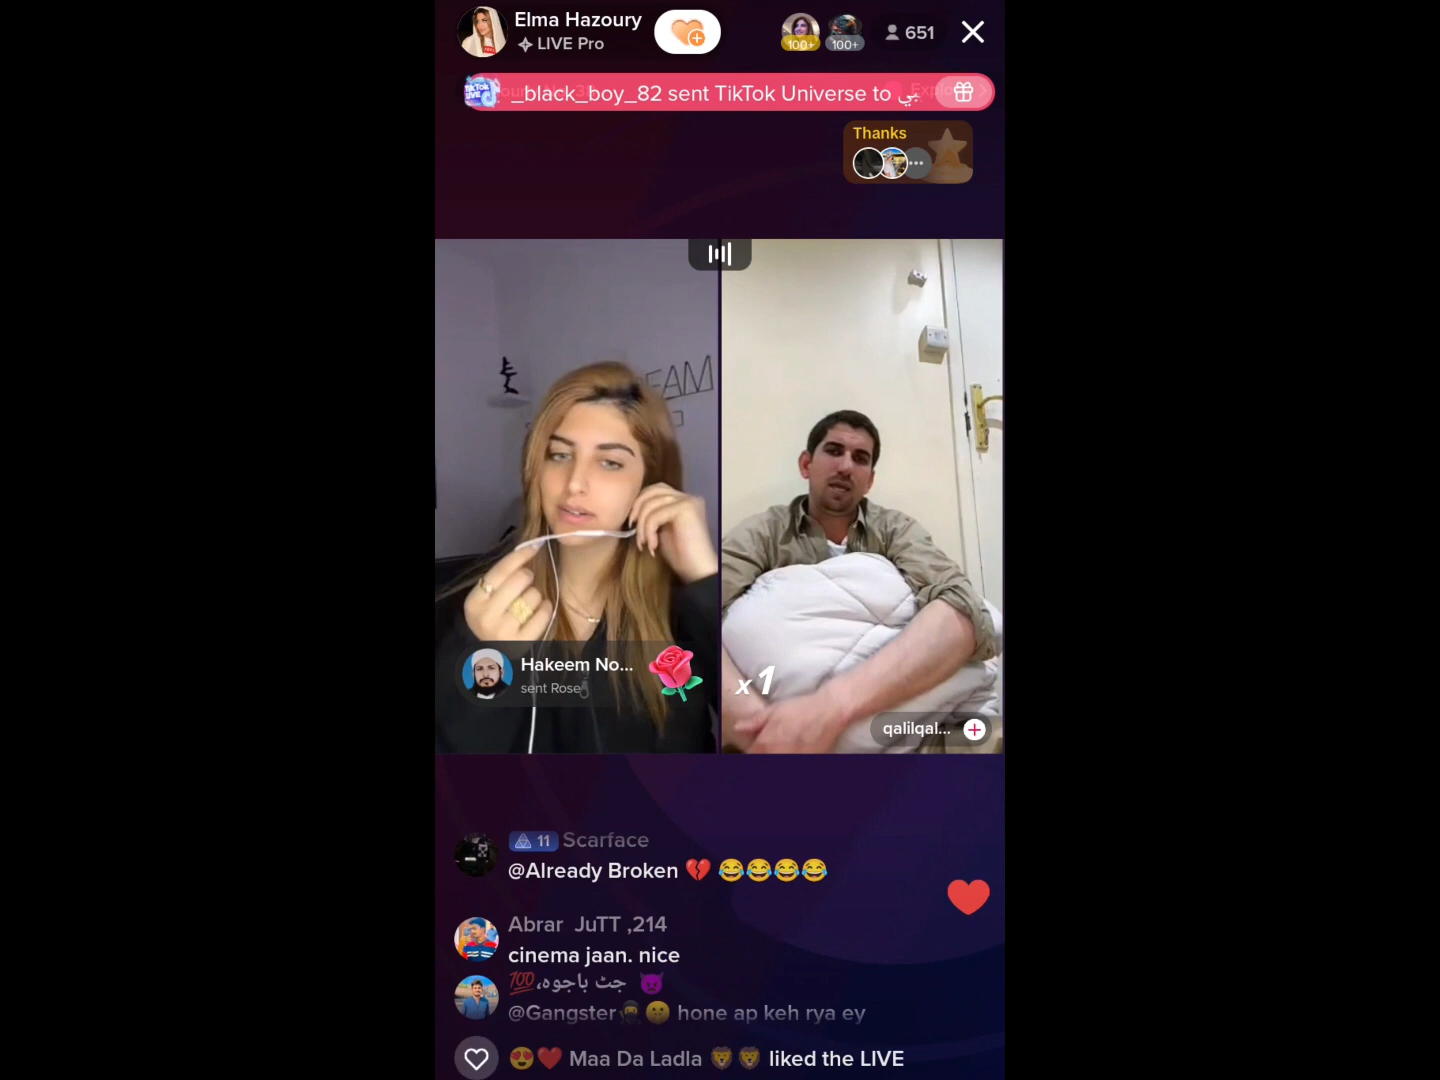 Elma Hazoury
LIVE Pro
100+
100+
651
_black_boy_82 sent TikTok Universe to بي
Thanks
Hakeem No...
sent Rose
x1
qalilqal...
11 Scarface
@Already Broken 💔 😂😂😂😂
Abrar JuTT ,214
cinema jaan. nice
💯،جٹ باجوہ 👿
@Gangster🥷🤫 hone ap keh rya ey
😍❤️ Maa Da Ladla 🦁🦁 liked the LIVE